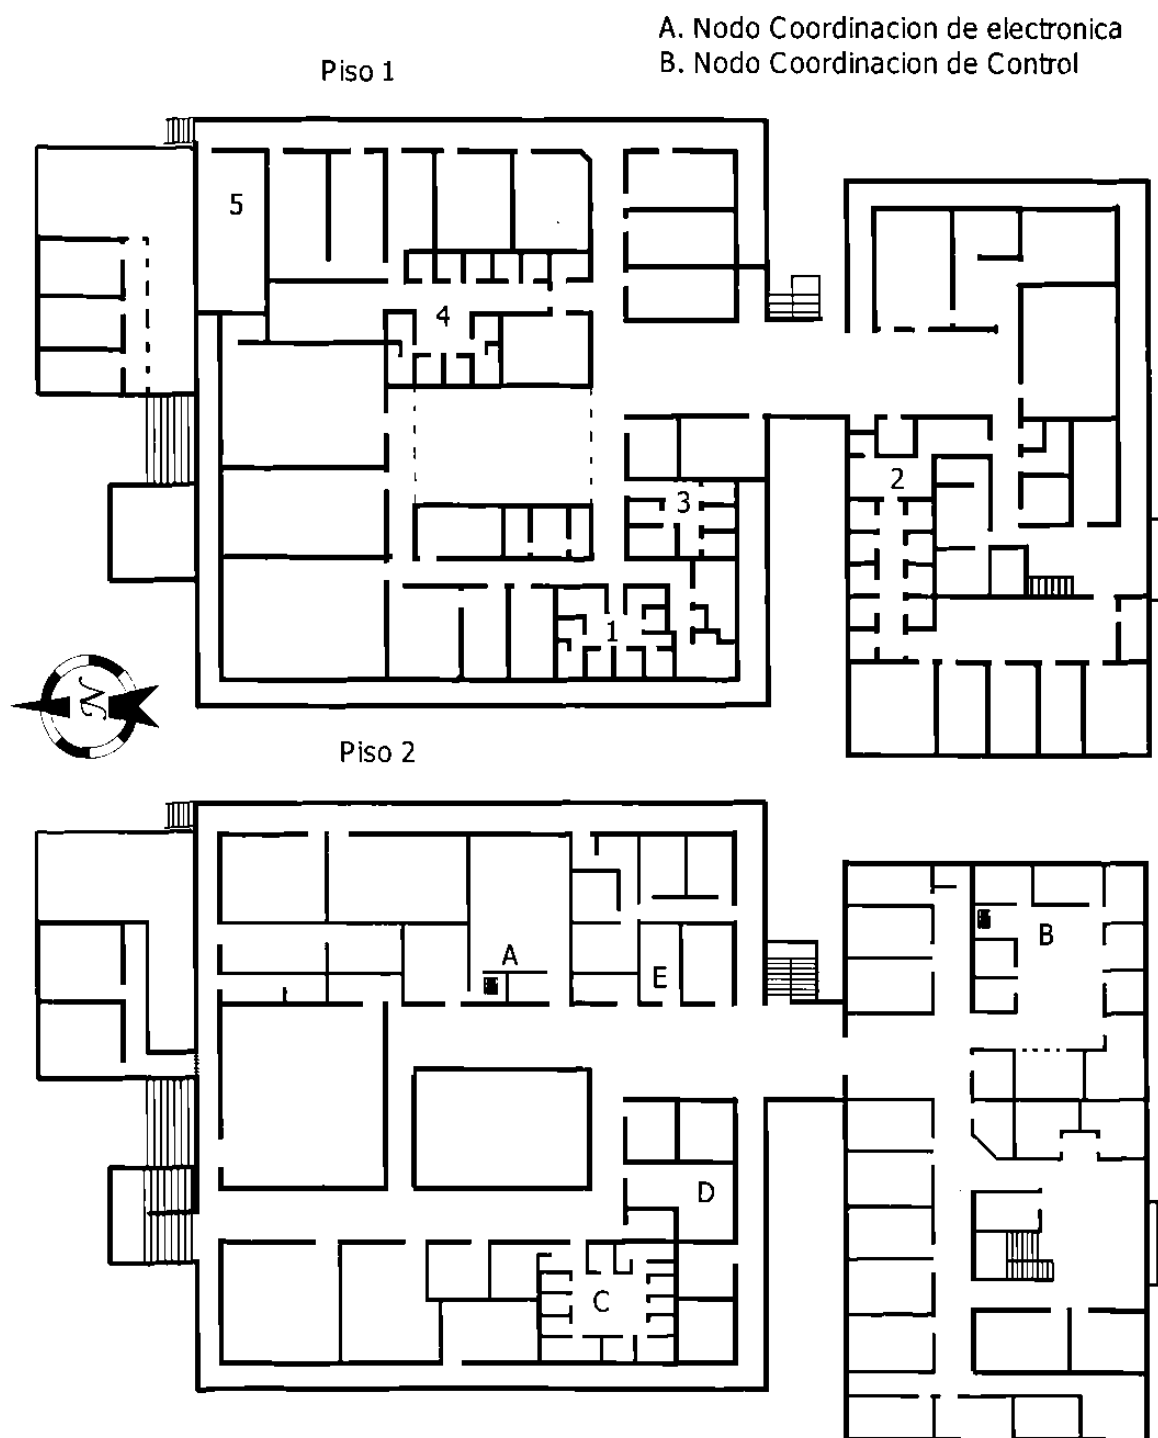 A. Nodo Coordinacion de electronica
B. Nodo Coordinacion de Control
Piso 1
5
4
2
3
1
N
Piso 2
A
B
E
D
C